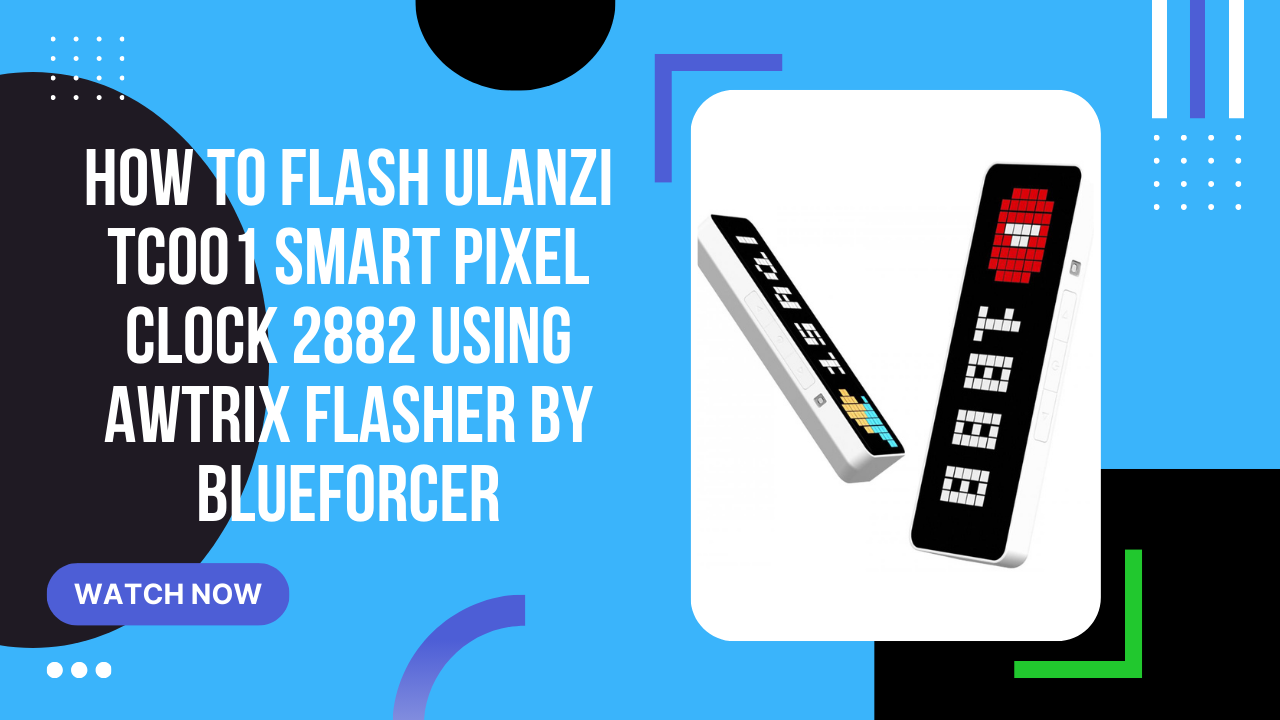 HOW TO FLASH ULANZI
TC001 SMART PIXEL
CLOCK 2882 USING
AWTRIX FLASHER BY
BLUEFORCER
WATCH NOW